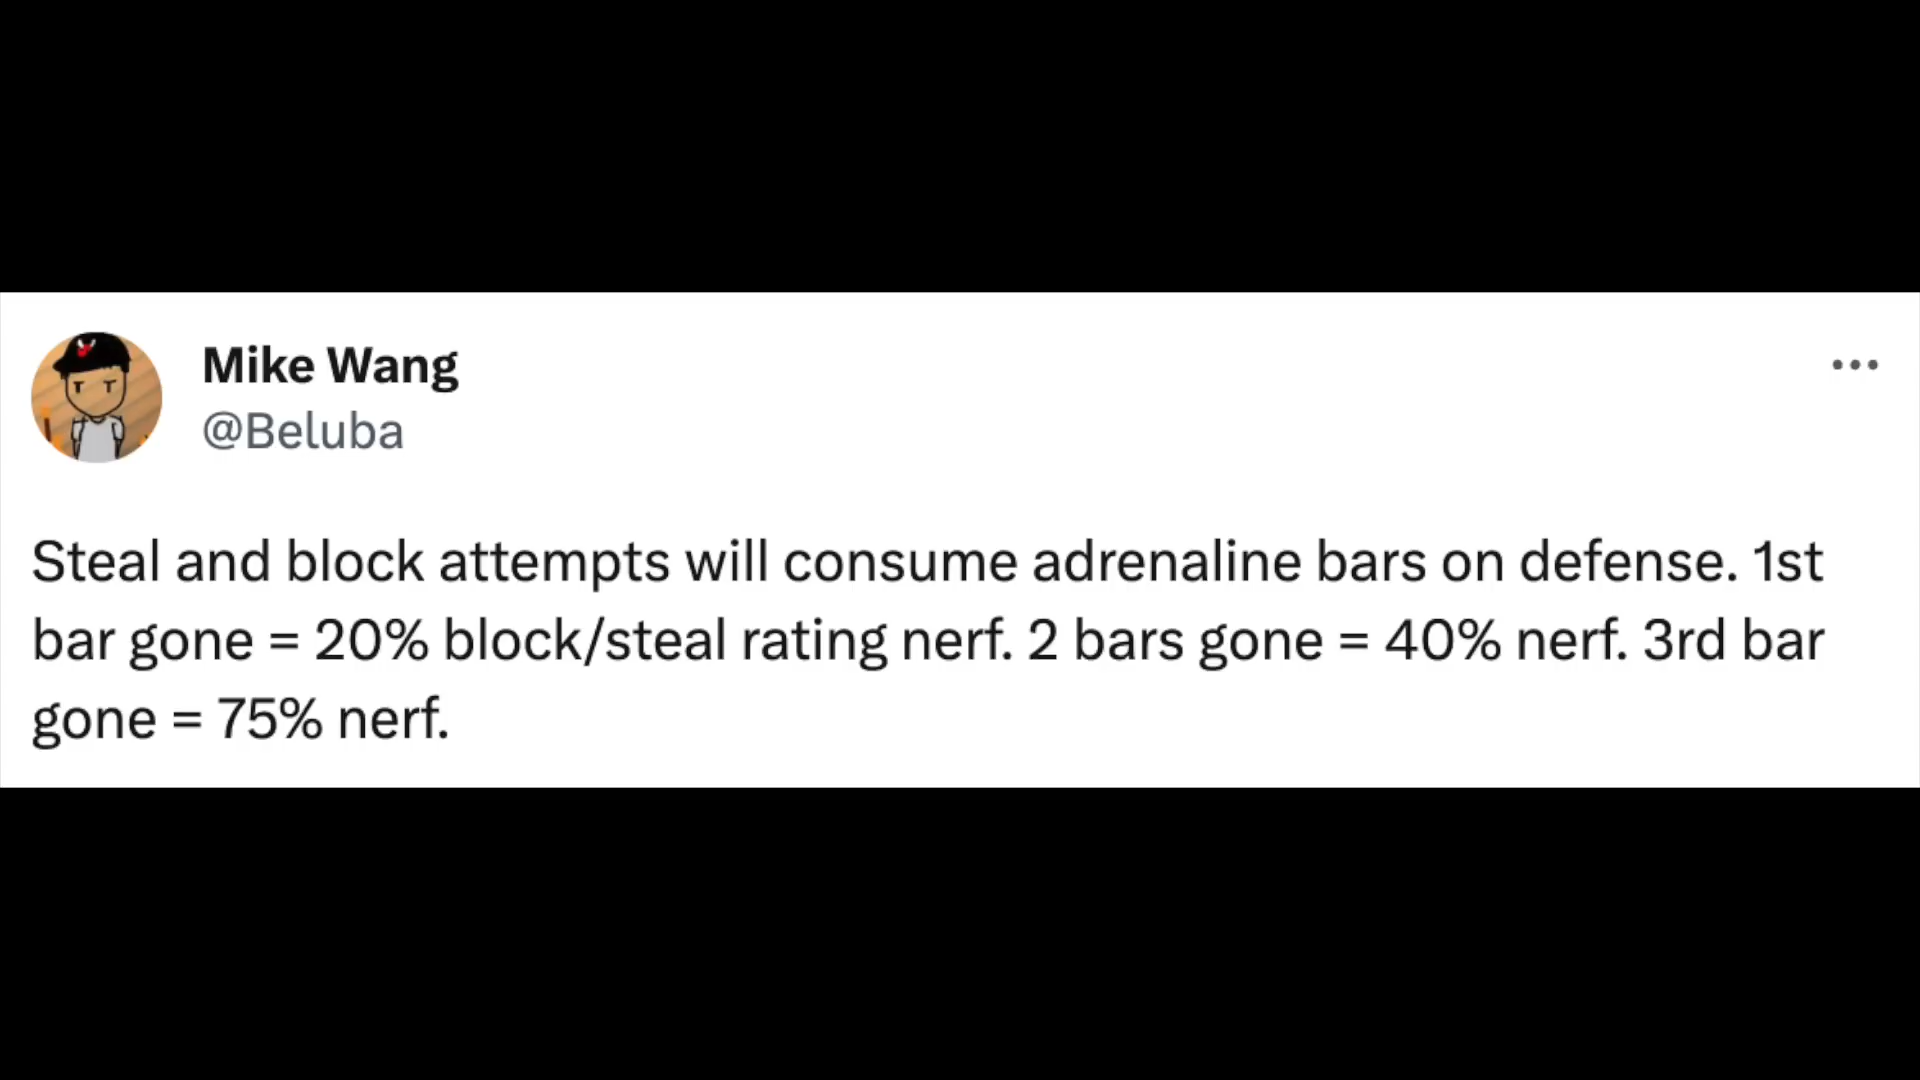 Mike Wang
@Beluba
Steal and block attempts will consume adrenaline bars on defense. 1st
bar gone = 20% block/steal rating nerf. 2 bars gone = 40% nerf. 3rd bar
gone = 75% nerf.